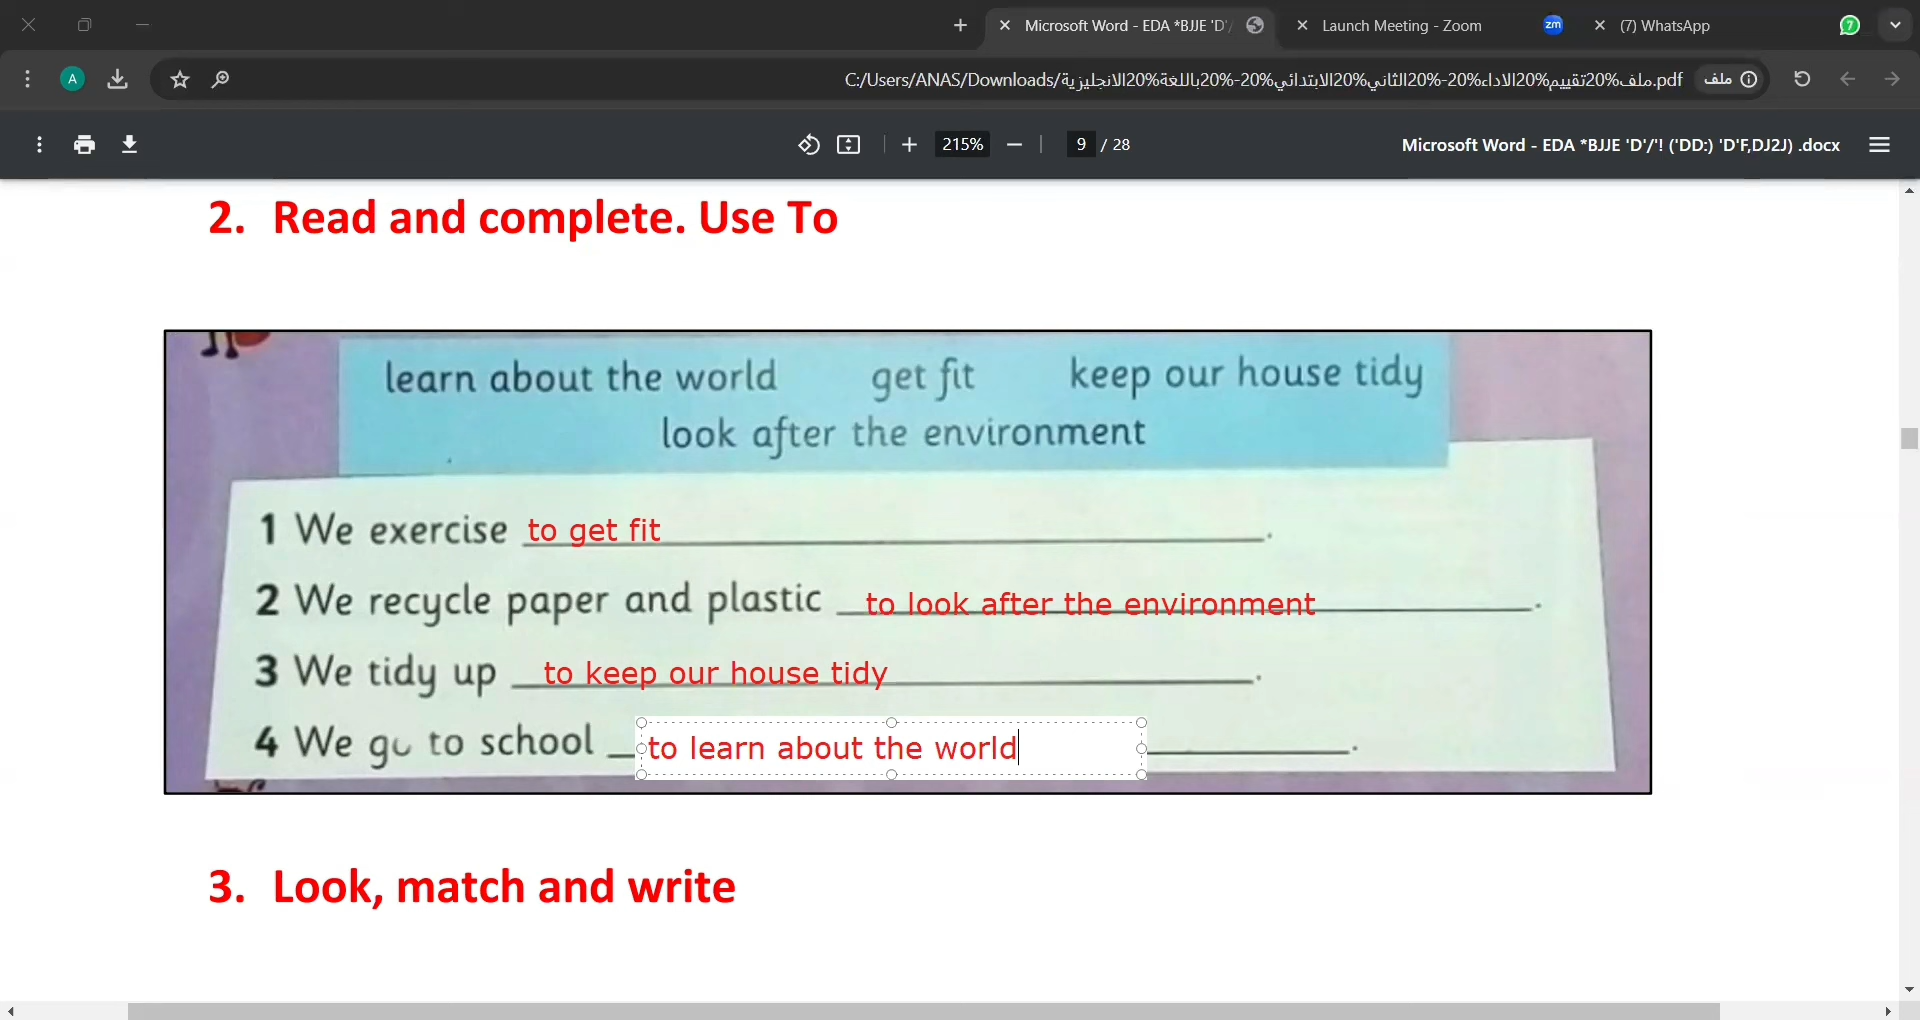 Microsoft Word - EDA *BJJE 'D'/
Launch Meeting - Zoom
zm
(7) WhatsApp
7
A
C:/Users/ANAS/Downloads/ملف%20تقييم%20الاداء%20-%20الثاني%20الابتدائي%20-%20باللغة%20الانجليزية.pdf
ملف
215%
9 / 28
Microsoft Word - EDA *BJJE 'D'/'! ('DD:) 'D'F,DJ2J) .docx
2. Read and complete. Use To
learn about the world get fit keep our house tidy
look after the environment
1 We exercise to get fit.
2 We recycle paper and plastic to look after the environment.
3 We tidy up to keep our house tidy.
4 We go to school to learn about the world.
3. Look, match and write